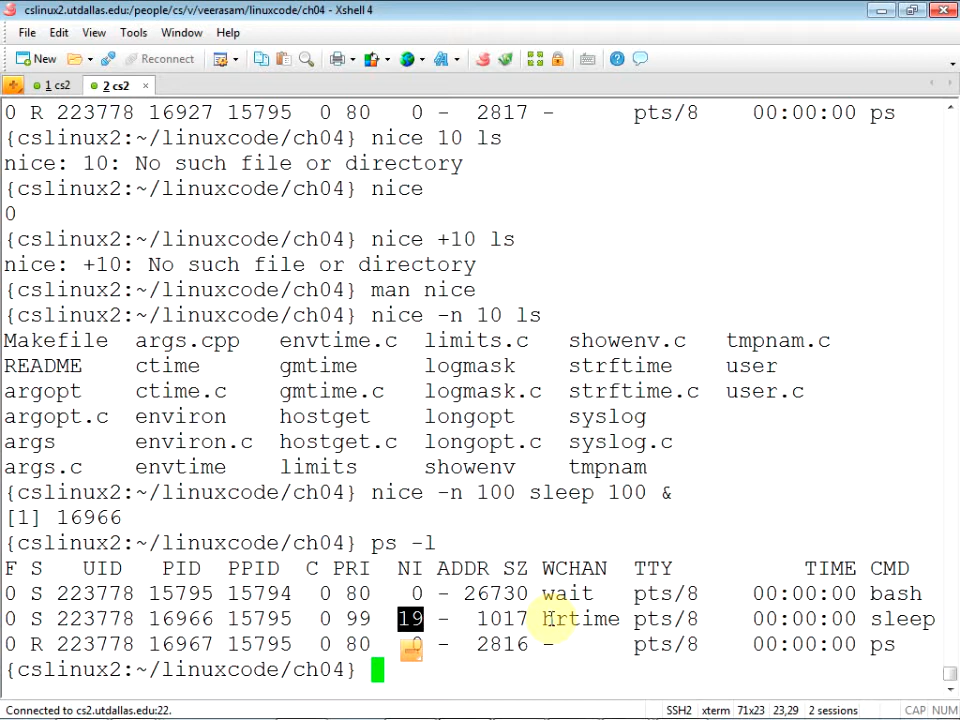 cslinux2.utdallas.edu:/people/cs/v/veerasam/linuxcode/ch04 - Xshell 4
File Edit View Tools Window Help
New Reconnect
1 cs2 2 cs2
0 R 223778 16927 15795 0 80 0 - 2817 - pts/8 00:00:00 ps
{cslinux2:~/linuxcode/ch04} nice 10 ls
nice: 10: No such file or directory
{cslinux2:~/linuxcode/ch04} nice
0
{cslinux2:~/linuxcode/ch04} nice +10 ls
nice: +10: No such file or directory
{cslinux2:~/linuxcode/ch04} man nice
{cslinux2:~/linuxcode/ch04} nice -n 10 ls
Makefile args.cpp envtime.c limits.c showenv.c tmpnam.c
README ctime gmtime logmask strftime user
argopt ctime.c gmtime.c logmask.c strftime.c user.c
argopt.c environ hostget longopt syslog
args environ.c hostget.c longopt.c syslog.c
args.c envtime limits showenv tmpnam
{cslinux2:~/linuxcode/ch04} nice -n 100 sleep 100 &
[1] 16966
{cslinux2:~/linuxcode/ch04} ps -l
F S UID PID PPID C PRI NI ADDR SZ WCHAN TTY TIME CMD
0 S 223778 15795 15794 0 80 0 - 26730 wait pts/8 00:00:00 bash
0 S 223778 16966 15795 0 99 19 - 1017 hrtime pts/8 00:00:00 sleep
0 R 223778 16967 15795 0 80 0 - 2816 - pts/8 00:00:00 ps
{cslinux2:~/linuxcode/ch04}
Connected to cs2.utdallas.edu:22. SSH2 xterm 71x23 23,29 2 sessions CAP NUM